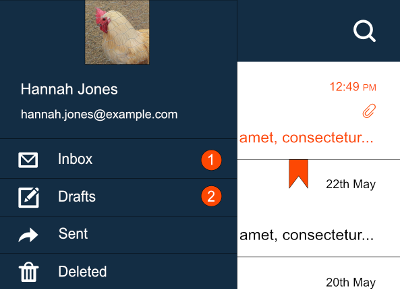 Hannah Jones
hannah.jones@example.com
Inbox 1
Drafts 2
Sent
Deleted
12:49 PM
amet, consectetur...
22th May
amet, consectetur...
20th May